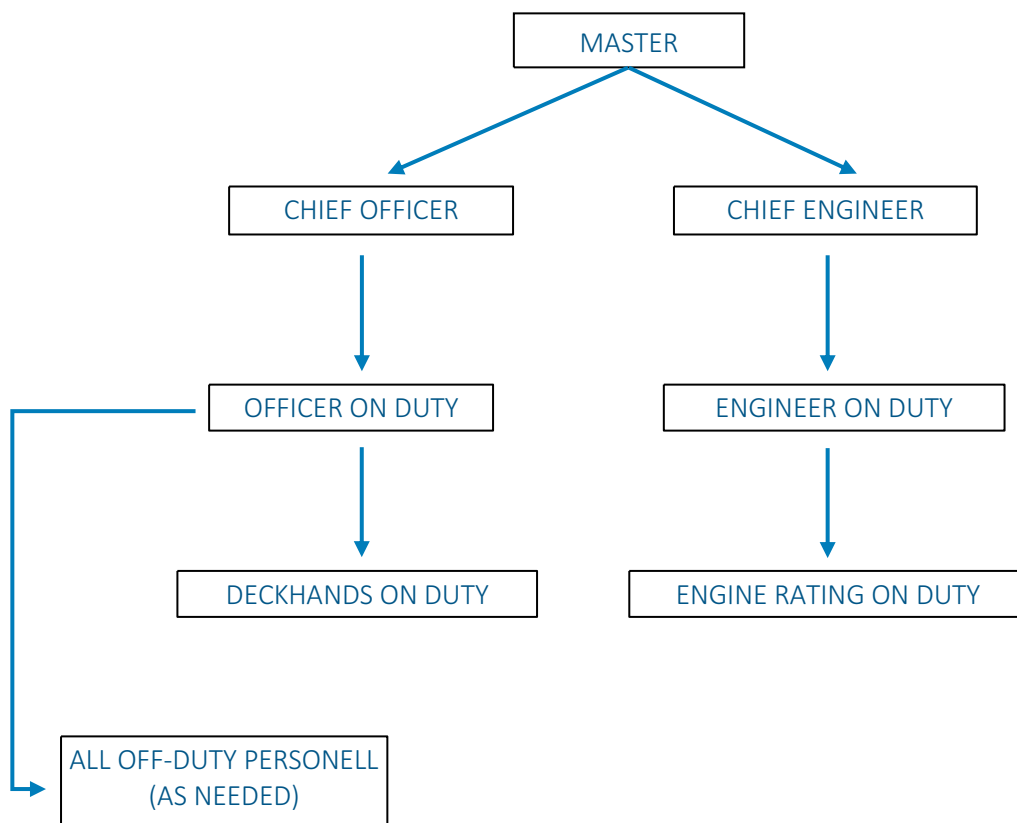 MASTER
CHIEF OFFICER
CHIEF ENGINEER
OFFICER ON DUTY
ENGINEER ON DUTY
DECKHANDS ON DUTY
ENGINE RATING ON DUTY
ALL OFF-DUTY PERSONELL
(AS NEEDED)